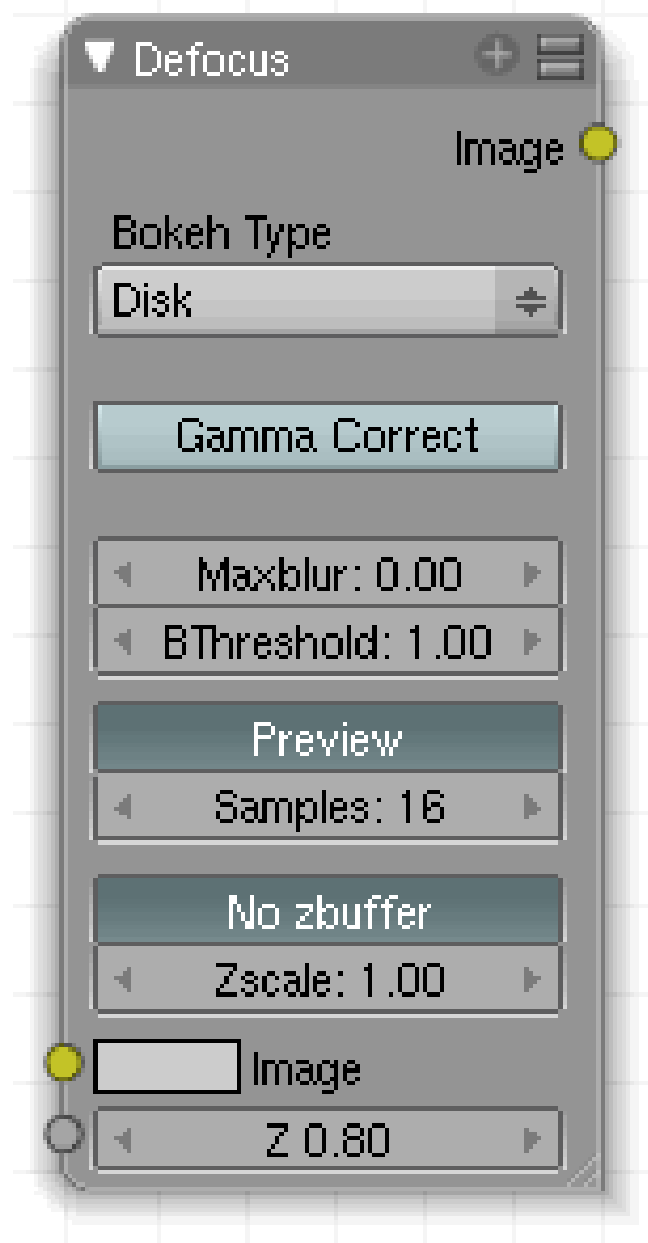 Defocus
Image
Bokeh Type
Disk
Gamma Correct
Maxblur: 0.00
BThreshold: 1.00
Preview
Samples: 16
No zbuffer
Zscale: 1.00
Image
Z 0.80